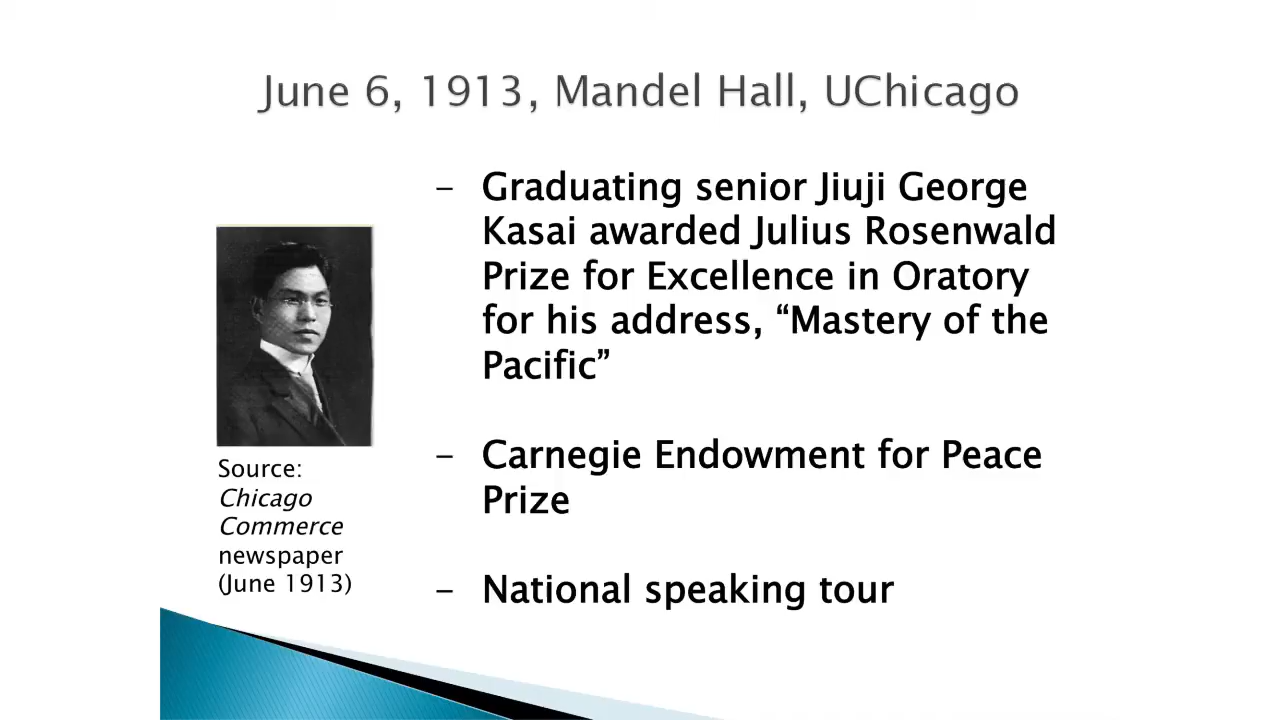 June 6, 1913, Mandel Hall, UChicago
- Graduating senior Jiuji George
Kasai awarded Julius Rosenwald
Prize for Excellence in Oratory
for his address, “Mastery of the
Pacific”
- Carnegie Endowment for Peace
Prize
- National speaking tour
Source:
Chicago
Commerce
newspaper
(June 1913)